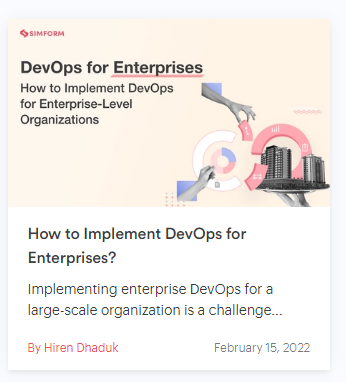 SIMFORM
DevOps for Enterprises
How to Implement DevOps
for Enterprise-Level
Organizations
How to Implement DevOps for
Enterprises?
Implementing enterprise DevOps for a
large-scale organization is a challenge...
By Hiren Dhaduk February 15, 2022